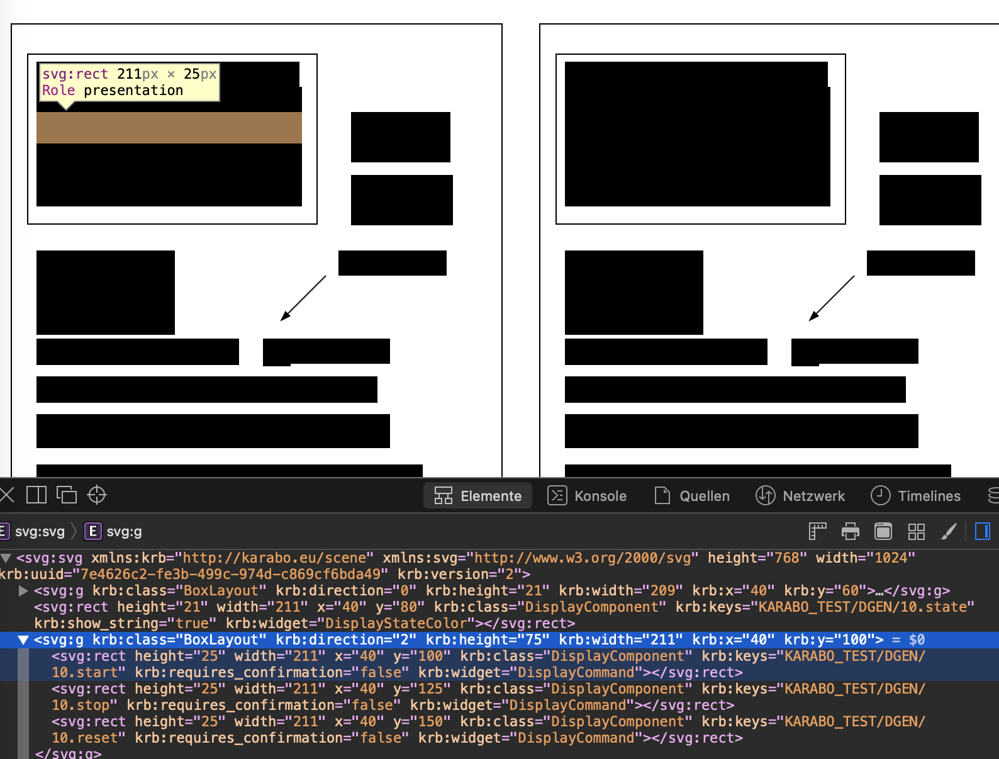 svg:rect 211px × 25px
Role presentation
Elemente Konsole Quellen Netzwerk Timelines
E svg:svg E svg:g
<svg:svg xmlns:krb="http://karabo.eu/scene" xmlns:svg="http://www.w3.org/2000/svg" height="768" width="1024"
krb:uuid="7e4626c2-fe3b-499c-974d-c869cf6bda49" krb:version="2">
<svg:g krb:class="BoxLayout" krb:direction="0" krb:height="21" krb:width="209" krb:x="40" krb:y="60">…</svg:g>
<svg:rect height="21" width="211" x="40" y="80" krb:class="DisplayComponent" krb:keys="KARABO_TEST/DGEN/10.state"
krb:show_string="true" krb:widget="DisplayStateColor"></svg:rect>
<svg:g krb:class="BoxLayout" krb:direction="2" krb:height="75" krb:width="211" krb:x="40" krb:y="100"> = $0
<svg:rect height="25" width="211" x="40" y="100" krb:class="DisplayComponent" krb:keys="KARABO_TEST/DGEN/
10.start" krb:requires_confirmation="false" krb:widget="DisplayCommand"></svg:rect>
<svg:rect height="25" width="211" x="40" y="125" krb:class="DisplayComponent" krb:keys="KARABO_TEST/DGEN/
10.stop" krb:requires_confirmation="false" krb:widget="DisplayCommand"></svg:rect>
<svg:rect height="25" width="211" x="40" y="150" krb:class="DisplayComponent" krb:keys="KARABO_TEST/DGEN/
10.reset" krb:requires_confirmation="false" krb:widget="DisplayCommand"></svg:rect>
</svg:g>